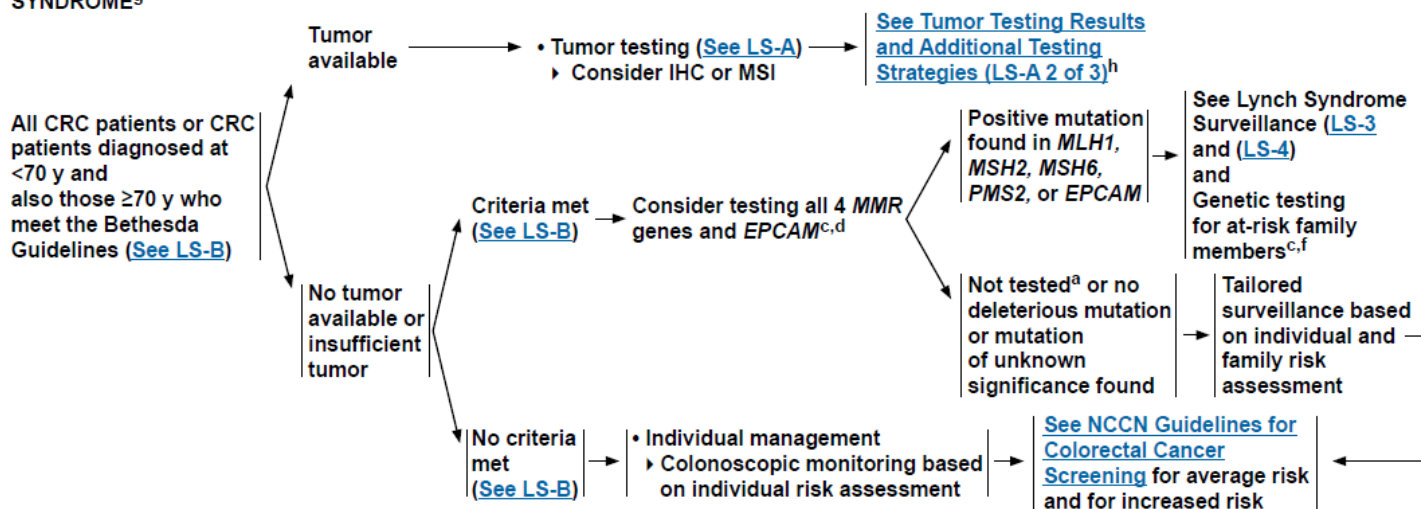 SYNDROMEg
Tumor
available
• Tumor testing (See LS-A)
‣ Consider IHC or MSI
See Tumor Testing Results
and Additional Testing
Strategies (LS-A 2 of 3)h
All CRC patients or CRC
patients diagnosed at
<70 y and
also those ≥70 y who
meet the Bethesda
Guidelines (See LS-B)
Criteria met
(See LS-B)
Consider testing all 4 MMR
genes and EPCAMc,d
Positive mutation
found in MLH1,
MSH2, MSH6,
PMS2, or EPCAM
See Lynch Syndrome
Surveillance (LS-3
and (LS-4)
and
Genetic testing
for at-risk family
membersc,f
No tumor
available or
insufficient
tumor
Not testeda or no
deleterious mutation
or mutation
of unknown
significance found
Tailored
surveillance based
on individual and
family risk
assessment
No criteria
met
(See LS-B)
• Individual management
‣ Colonoscopic monitoring based
on individual risk assessment
See NCCN Guidelines for
Colorectal Cancer
Screening for average risk
and for increased risk